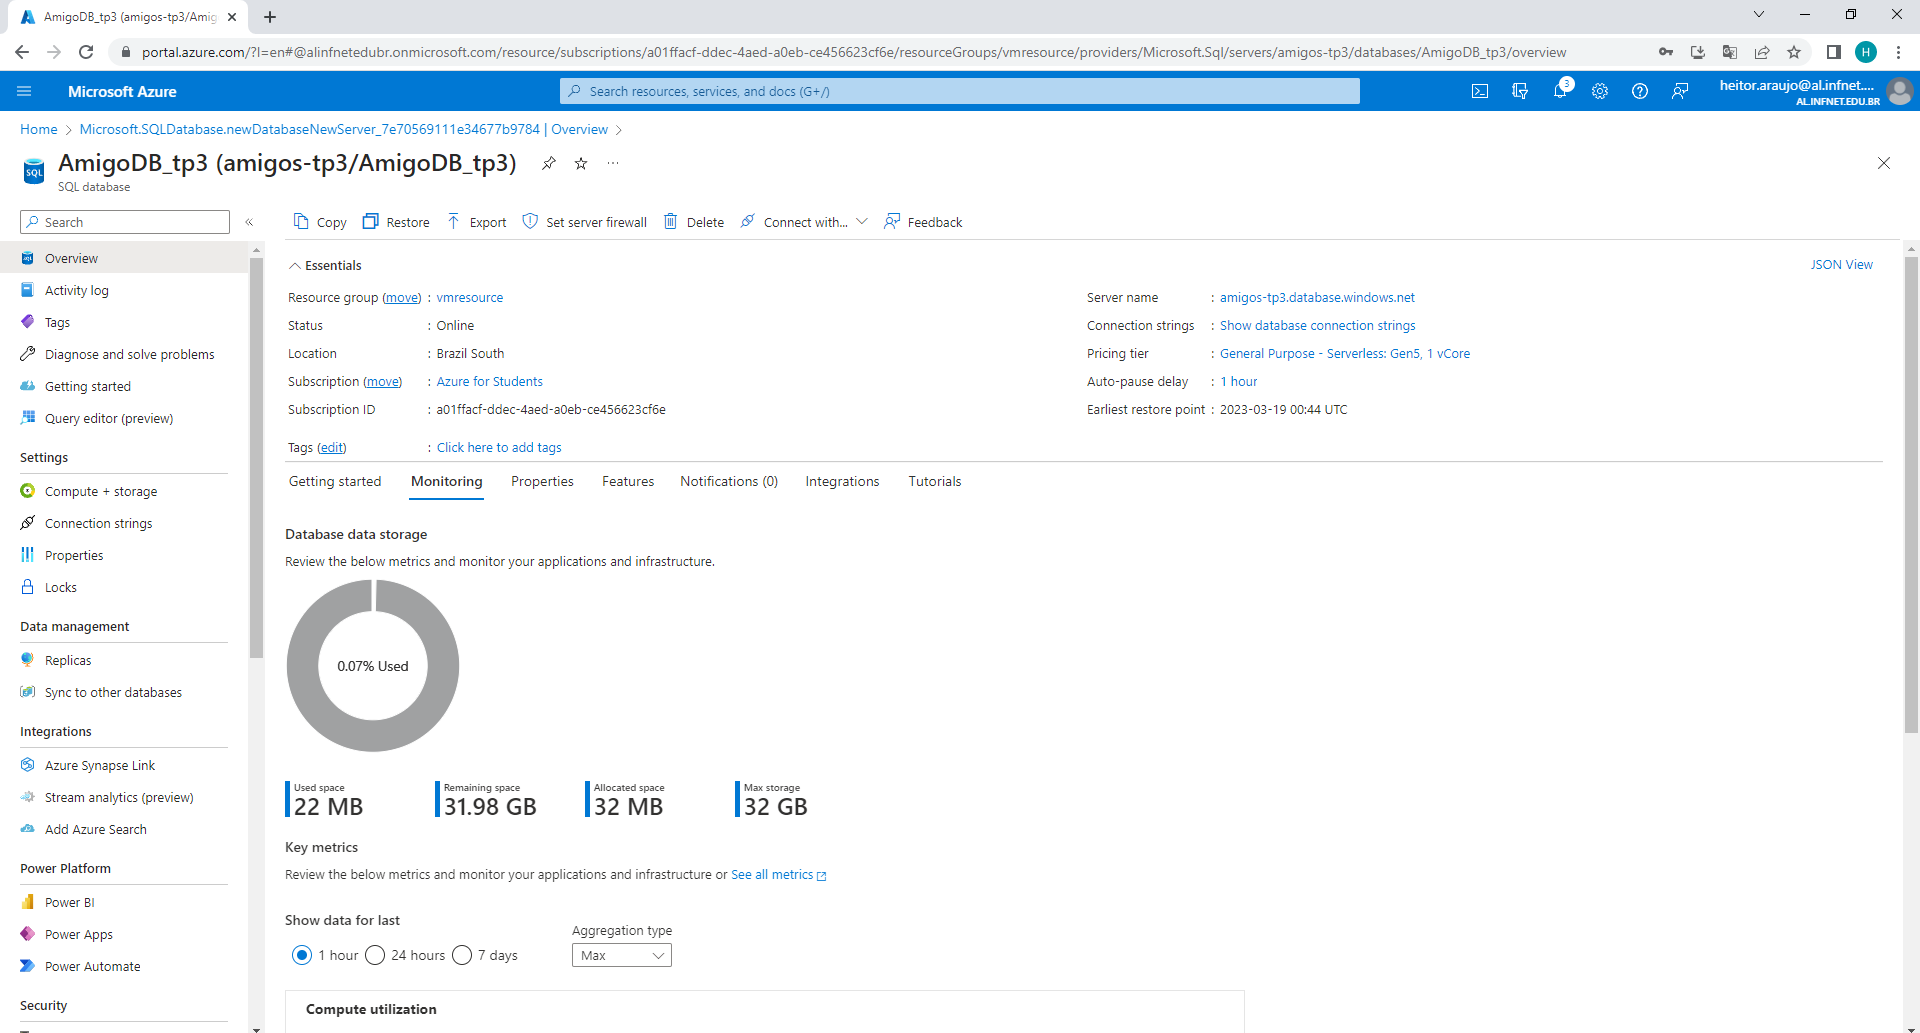 AmigoDB_tp3 (amigos-tp3/Amig
portal.azure.com/?l=en#@alinfnetedubr.onmicrosoft.com/resource/subscriptions/a01ffacf-ddec-4aed-a0eb-ce456623cf6e/resourceGroups/vmresource/providers/Microsoft.Sql/servers/amigos-tp3/databases/AmigoDB_tp3/overview
H
Microsoft Azure
Search resources, services, and docs (G+/)
3
heitor.araujo@al.infnet....
AL.INFNET.EDU.BR
Home > Microsoft.SQLDatabase.newDatabaseNewServer_7e70569111e34677b9784 | Overview >
SQL
AmigoDB_tp3 (amigos-tp3/AmigoDB_tp3)
...
SQL database
Search
«
Copy
Restore
Export
Set server firewall
Delete
Connect with...
Feedback
Overview
Activity log
Tags
Diagnose and solve problems
Getting started
Query editor (preview)
Settings
Compute + storage
Connection strings
Properties
Locks
Data management
Replicas
Sync to other databases
Integrations
Azure Synapse Link
Stream analytics (preview)
Add Azure Search
Power Platform
Power BI
Power Apps
Power Automate
Security
Essentials
JSON View
Resource group (move) : vmresource
Status : Online
Location : Brazil South
Subscription (move) : Azure for Students
Subscription ID : a01ffacf-ddec-4aed-a0eb-ce456623cf6e
Tags (edit) : Click here to add tags
Server name : amigos-tp3.database.windows.net
Connection strings : Show database connection strings
Pricing tier : General Purpose - Serverless: Gen5, 1 vCore
Auto-pause delay : 1 hour
Earliest restore point : 2023-03-19 00:44 UTC
Getting started
Monitoring
Properties
Features
Notifications (0)
Integrations
Tutorials
Database data storage
Review the below metrics and monitor your applications and infrastructure.
0.07% Used
Used space
22 MB
Remaining space
31.98 GB
Allocated space
32 MB
Max storage
32 GB
Key metrics
Review the below metrics and monitor your applications and infrastructure or See all metrics
Show data for last
1 hour
24 hours
7 days
Aggregation type
Max
Compute utilization